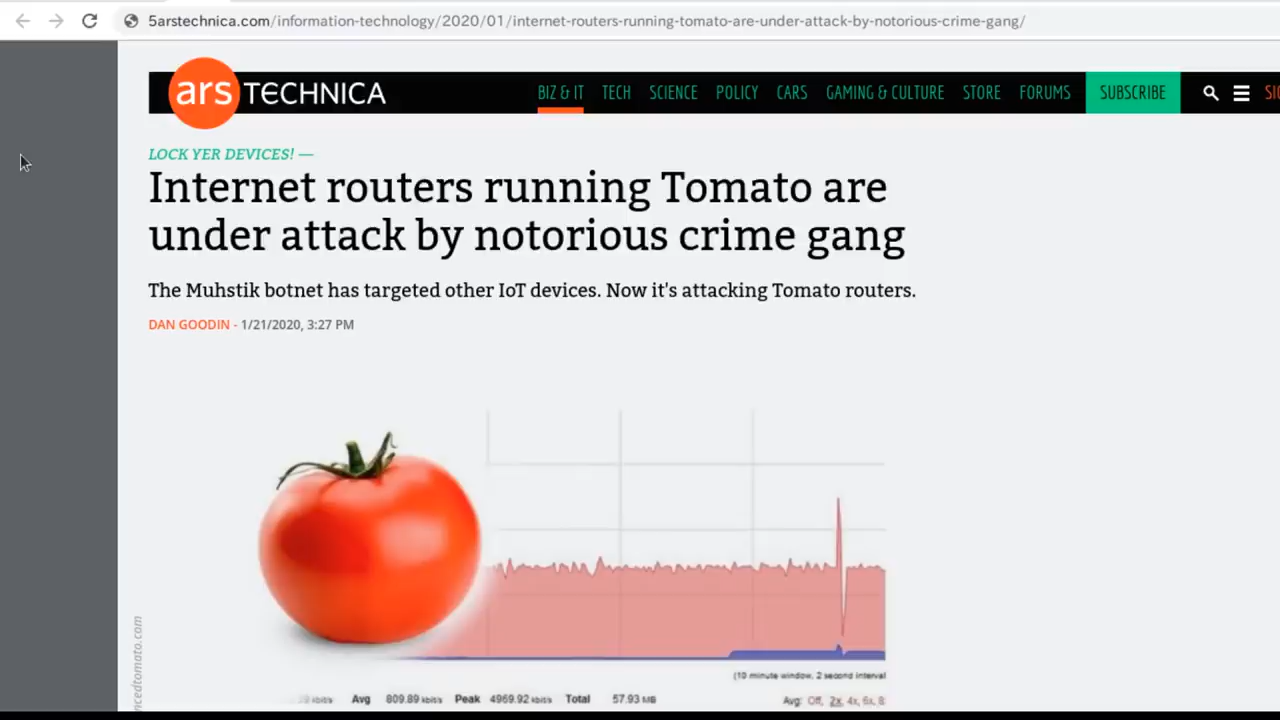 5arstechnica.com/information-technology/2020/01/internet-routers-running-tomato-are-under-attack-by-notorious-crime-gang/
ars TECHNICA BIZ & IT TECH SCIENCE POLICY CARS GAMING & CULTURE STORE FORUMS SUBSCRIBE
LOCK YER DEVICES! —
Internet routers running Tomato are
under attack by notorious crime gang
The Muhstik botnet has targeted other IoT devices. Now it's attacking Tomato routers.
DAN GOODIN - 1/21/2020, 3:27 PM
ncedtomato.com
(10 minute window, 2 second interval
kbit/s Avg 809.89 kbit/s Peak 4969.92 kbit/s Total 57.93 MB
Avg: Off, 2x, 4x, 6x, 8